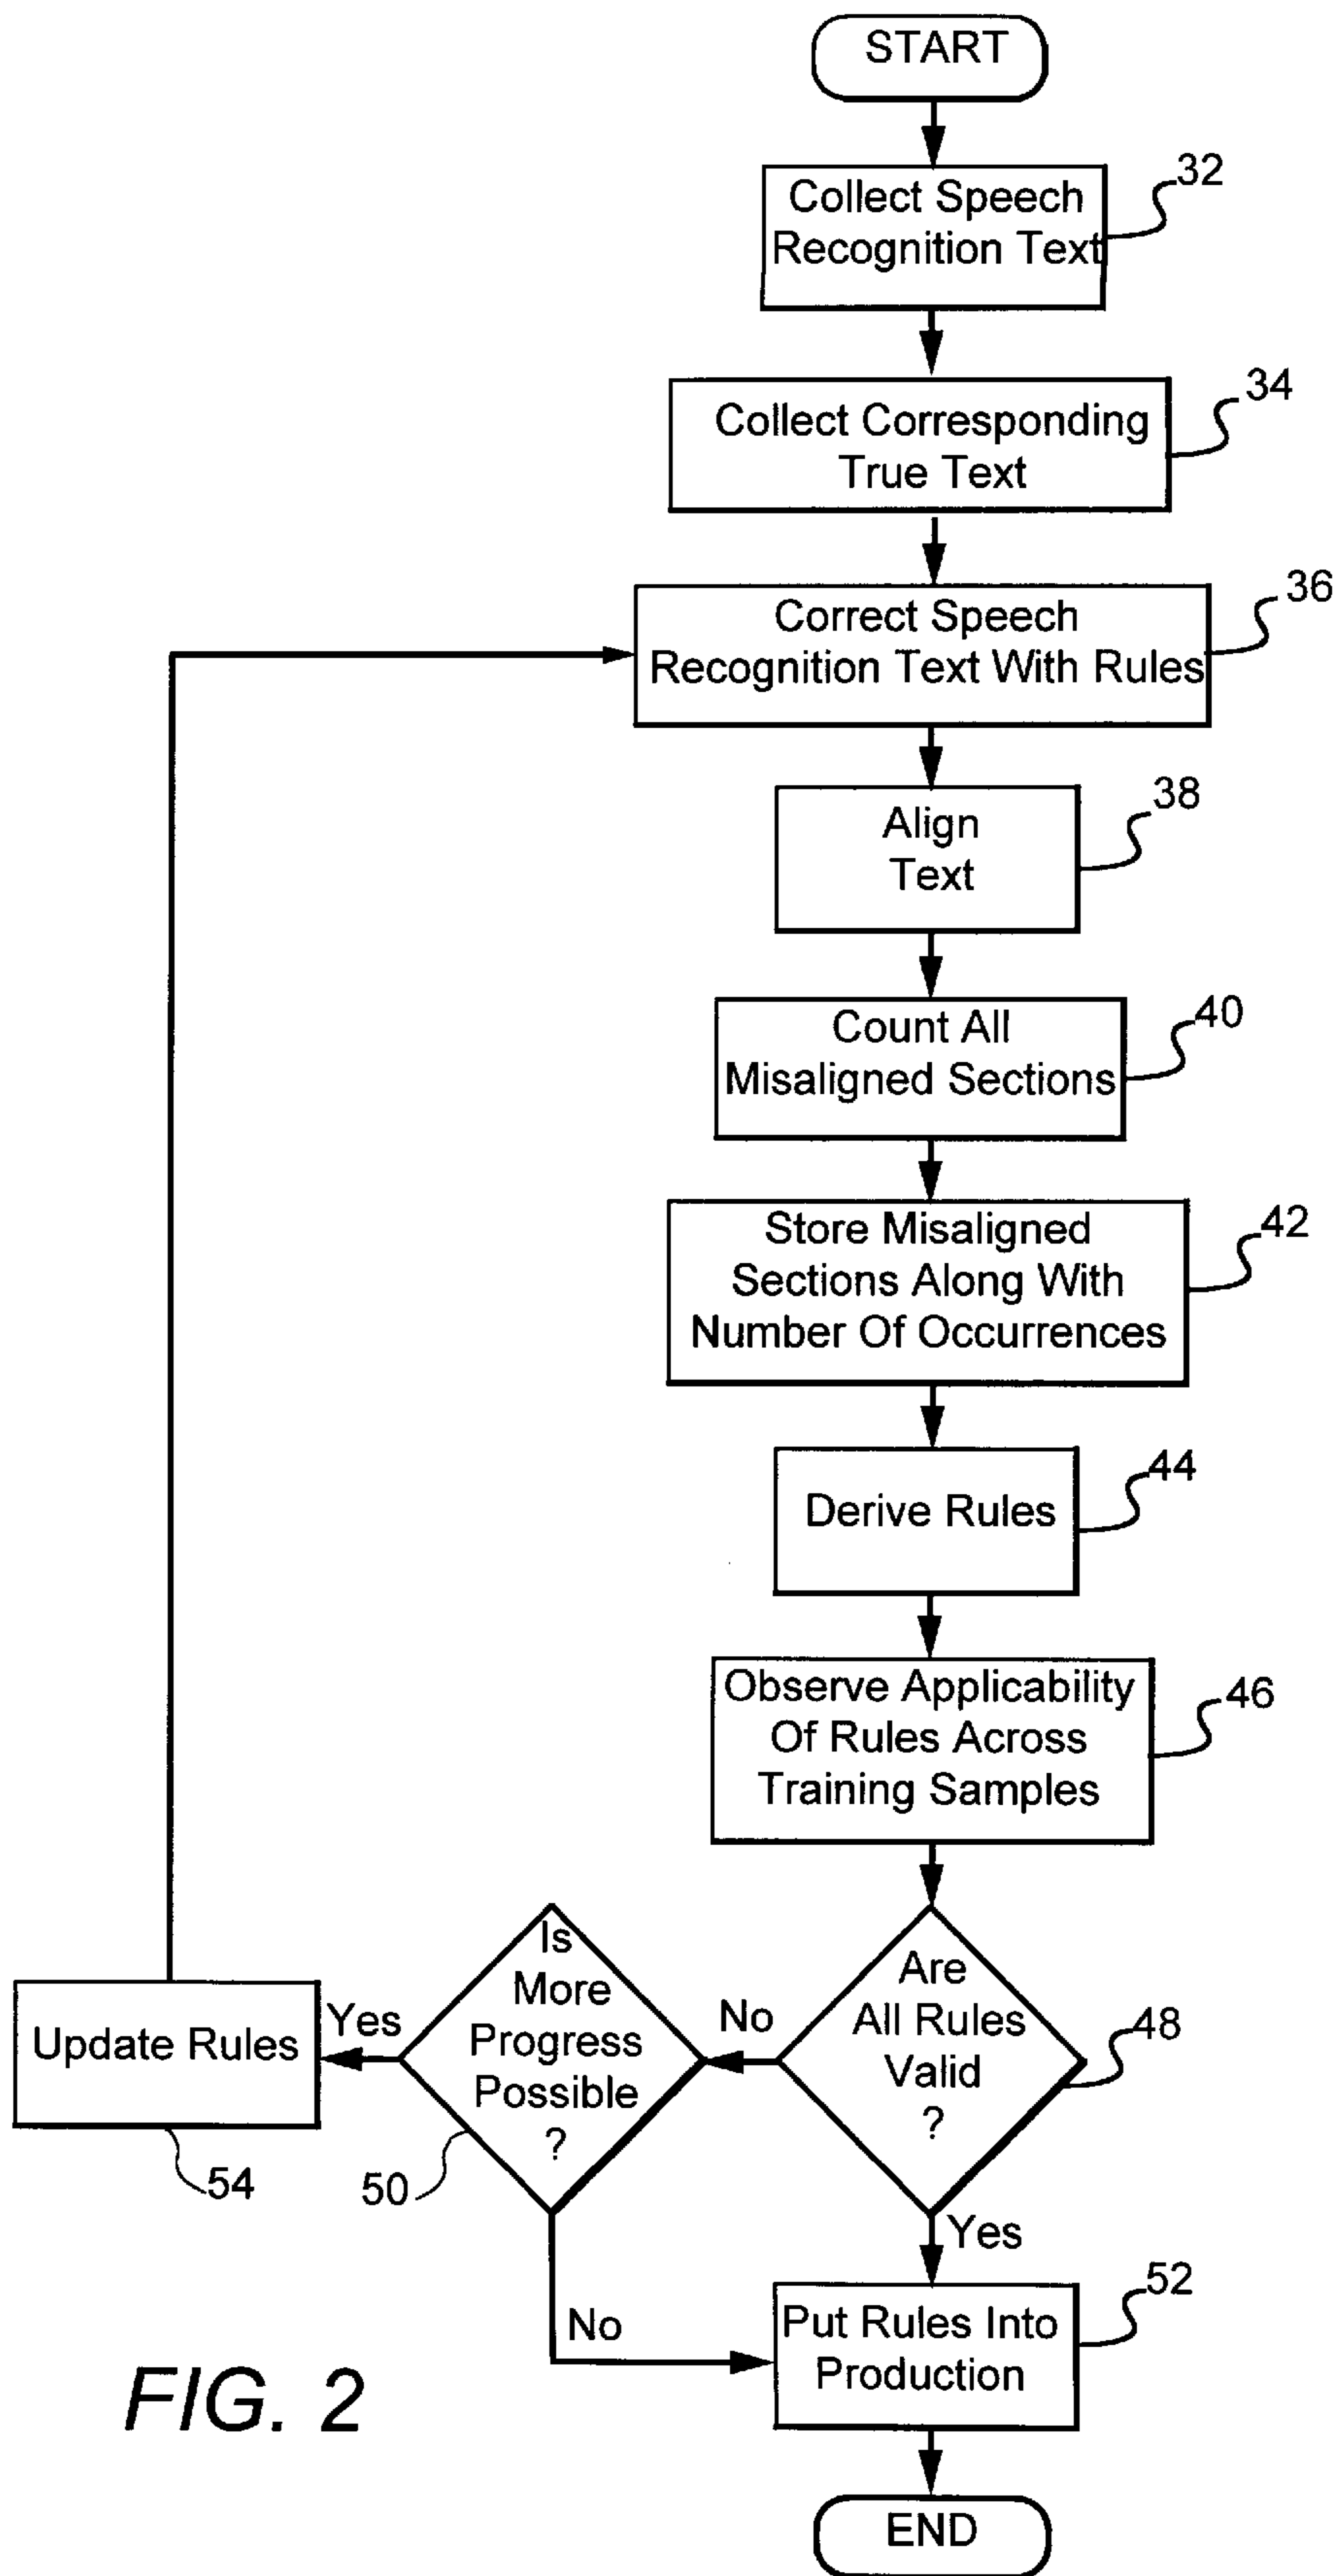 START
Collect Speech
Recognition Text
32
Collect Corresponding
True Text
34
Correct Speech
Recognition Text With Rules
36
Align
Text
38
Count All
Misaligned Sections
40
Store Misaligned
Sections Along With
Number Of Occurrences
42
Derive Rules
44
Observe Applicability
Of Rules Across
Training Samples
46
Are
All Rules
Valid
?
48
No
Is
More
Progress
Possible
?
50
Yes
Update Rules
54
Yes
No
Put Rules Into
Production
52
END
FIG. 2